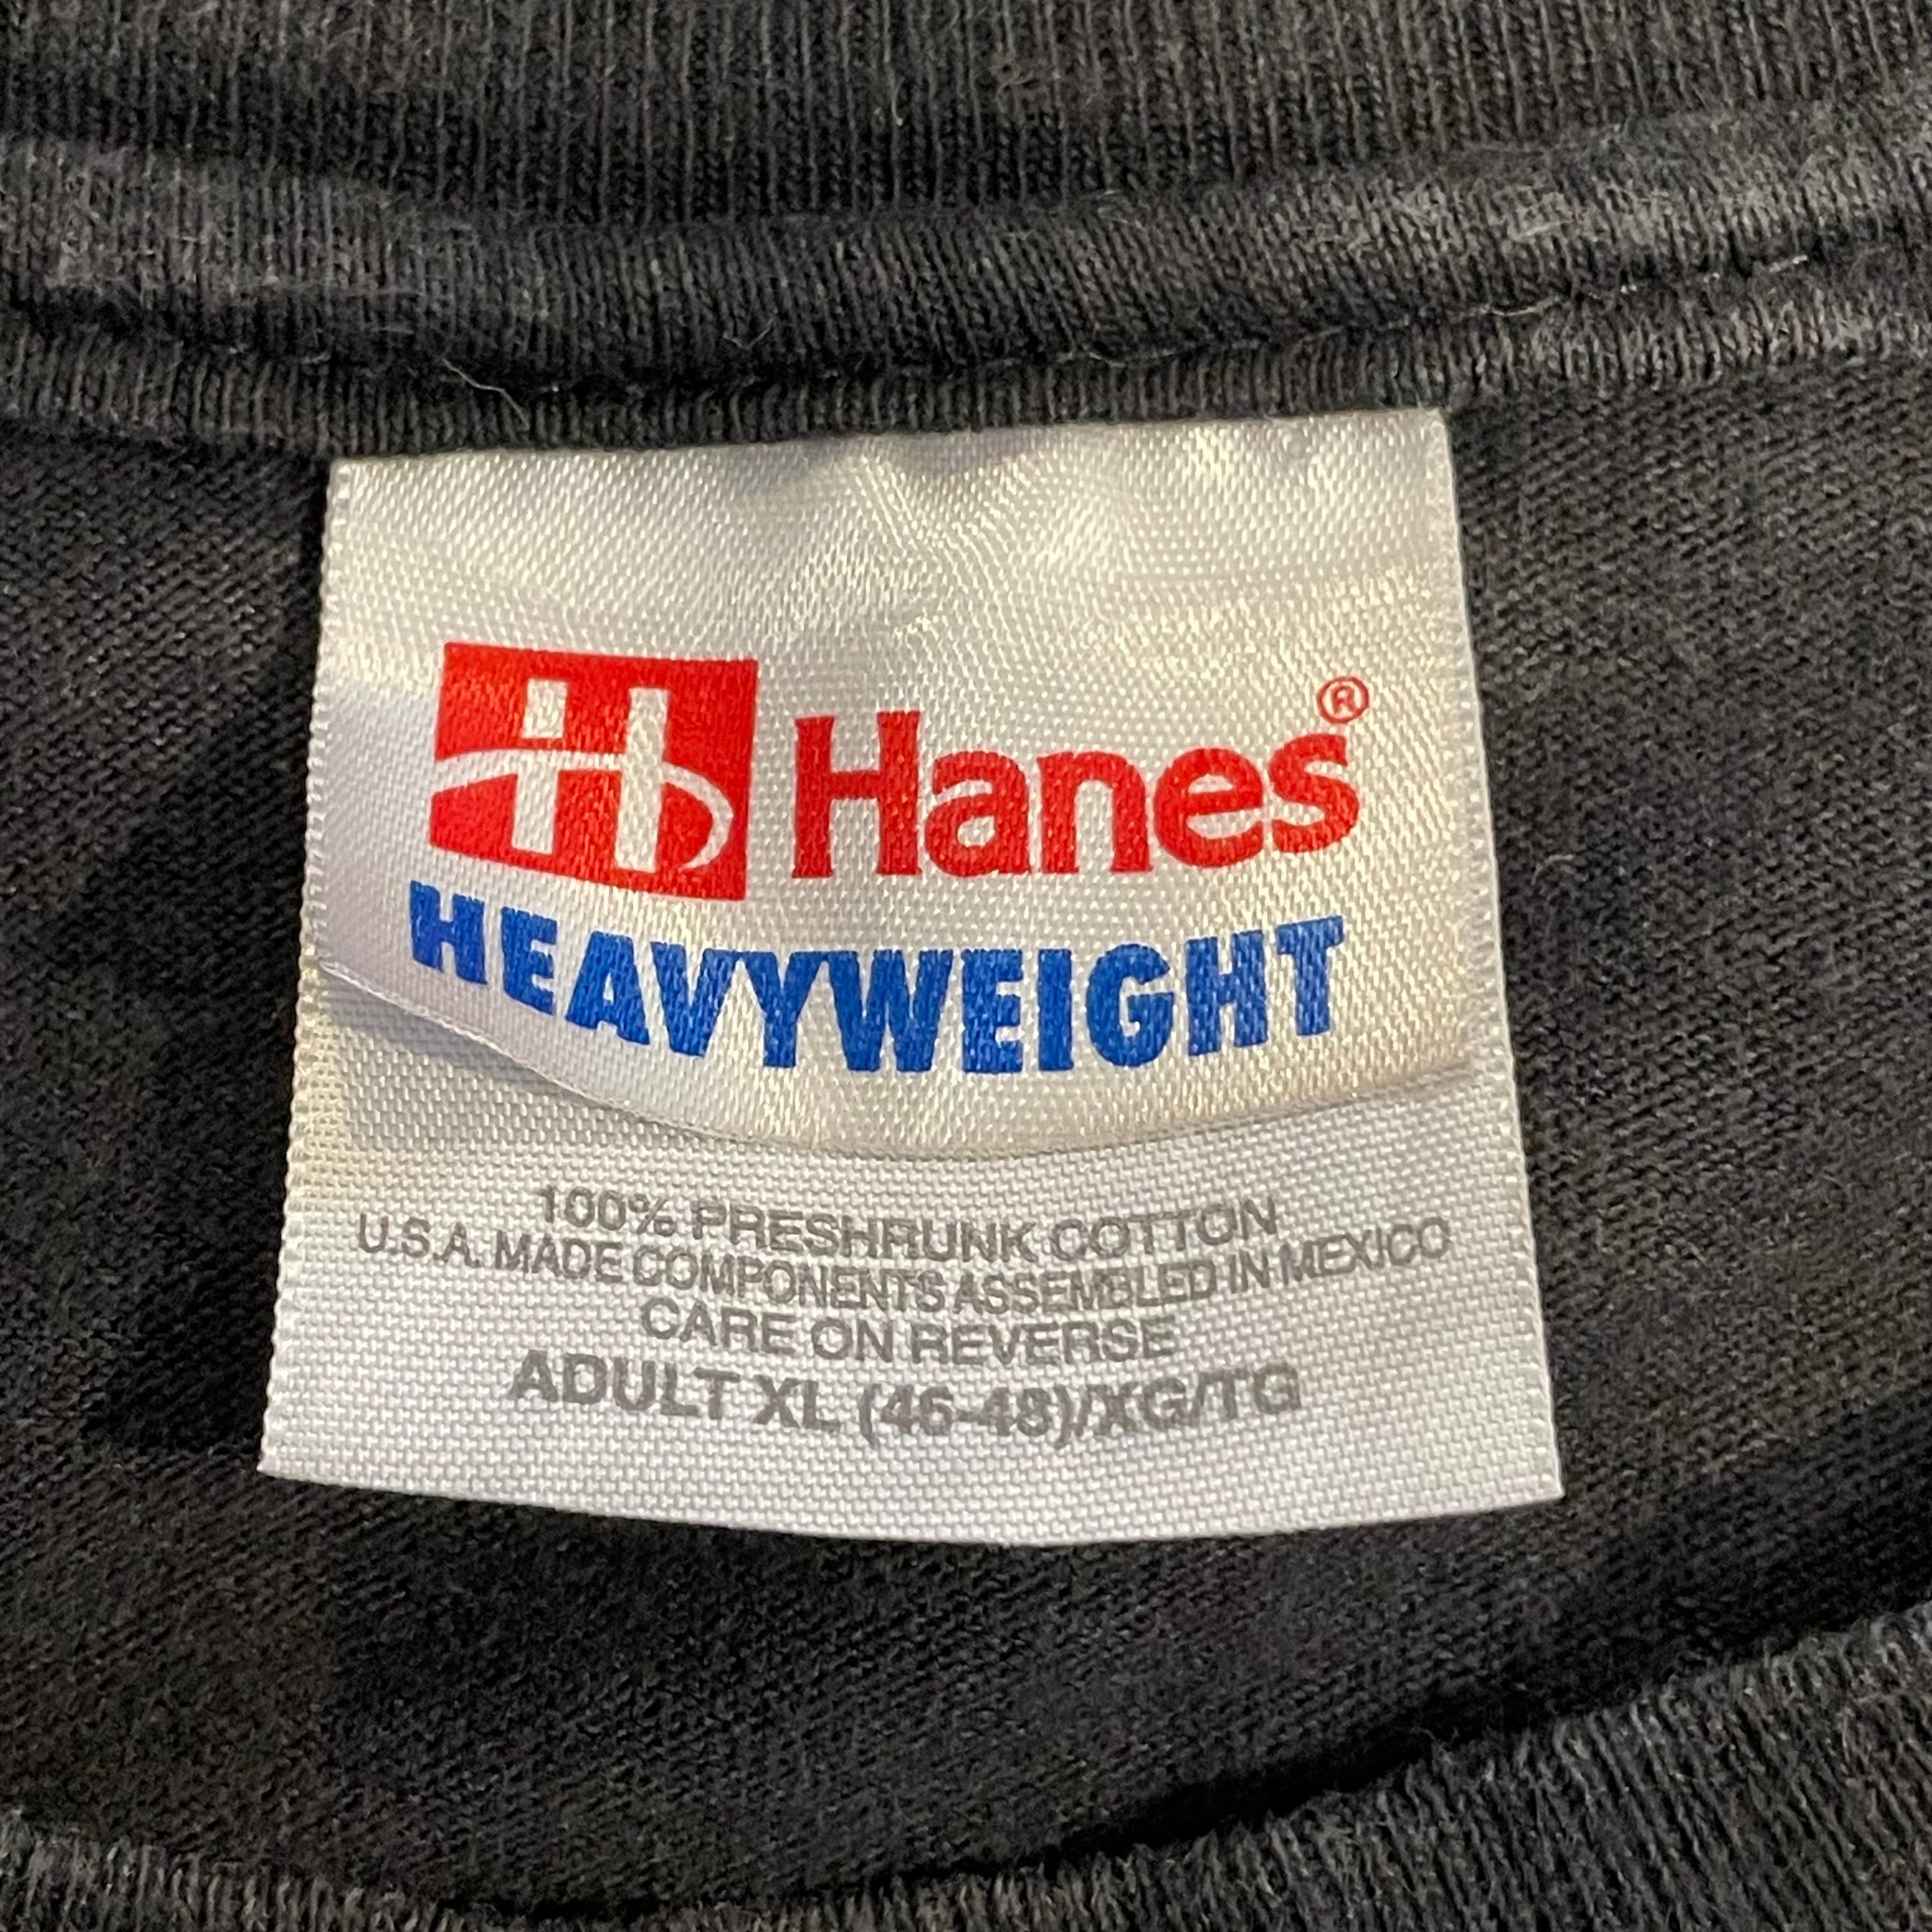 H Hanes®
HEAVYWEIGHT
100% PRESHRUNK COTTON
U.S.A. MADE COMPONENTS ASSEMBLED IN MEXICO
CARE ON REVERSE
ADULT XL (46-48)/XG/TG